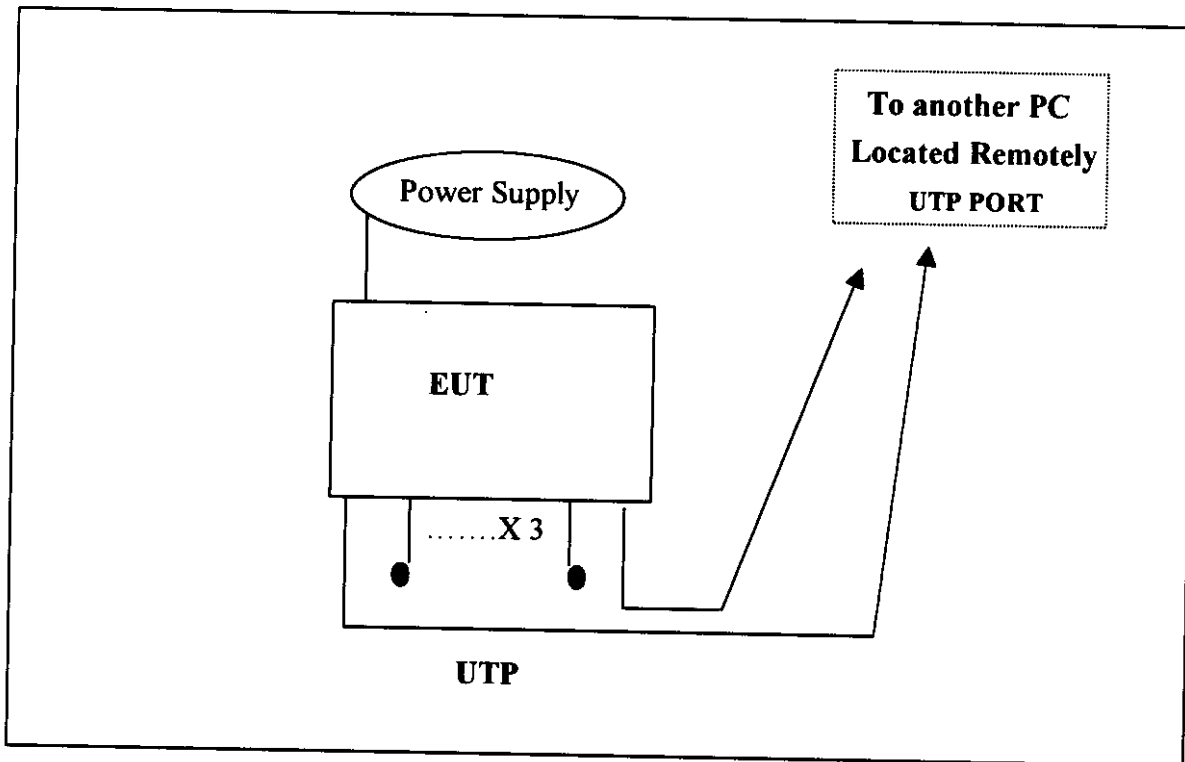 To another PC
Located Remotely
UTP PORT
Power Supply
EUT
.......X 3
UTP